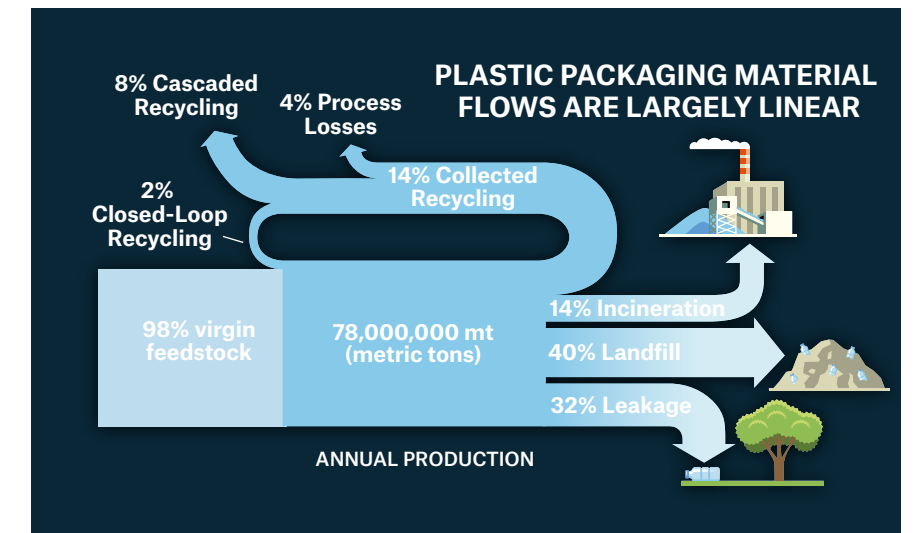 PLASTIC PACKAGING MATERIAL
FLOWS ARE LARGELY LINEAR
8% Cascaded
Recycling
4% Process
Losses
14% Collected
Recycling
2%
Closed-Loop
Recycling
98% virgin
feedstock
78,000,000 mt
(metric tons)
14% Incineration
40% Landfill
32% Leakage
ANNUAL PRODUCTION